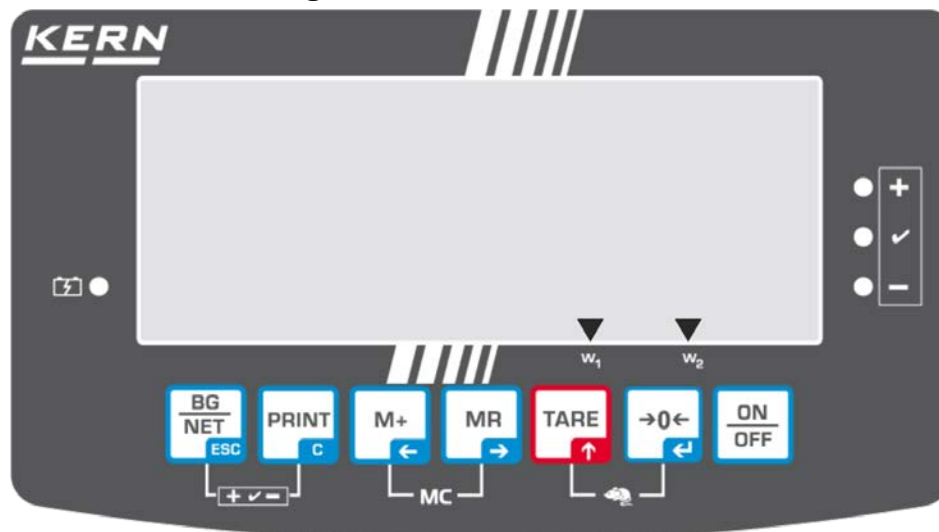 KERN
+
✓
−
W₁ W₂
BG
NET
ESC
PRINT
C
M+
←
MR
→
TARE
↑
→0←
↵
ON
OFF
+ ✓ −
MC